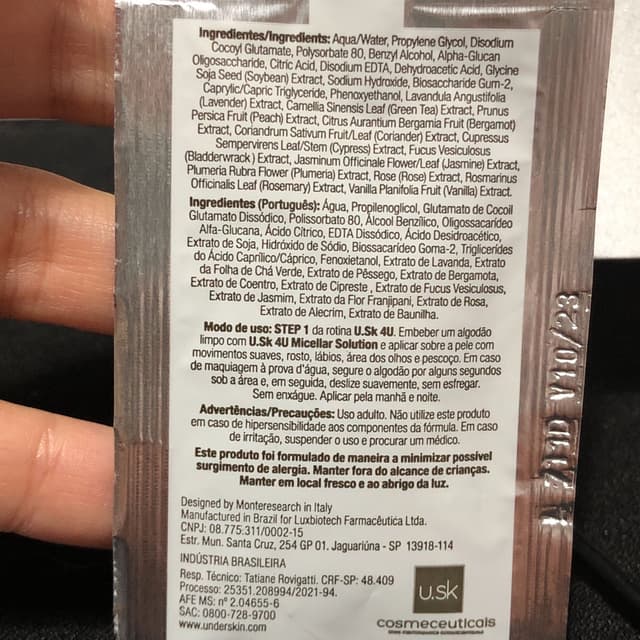 Ingredientes/Ingredients: Aqua/Water, Propylene Glycol, Disodium
Cocoyl Glutamate, Polysorbate 80, Benzyl Alcohol, Alpha-Glucan
Oligosaccharide, Citric Acid, Disodium EDTA, Dehydroacetic Acid, Glycine
Soja Seed (Soybean) Extract, Sodium Hydroxide, Biosaccharide Gum-2,
Caprylic/Capric Triglyceride, Phenoxyethanol, Lavandula Angustifolia
(Lavender) Extract, Camellia Sinensis Leaf (Green Tea) Extract, Prunus
Persica Fruit (Peach) Extract, Citrus Aurantium Bergamia Fruit (Bergamot)
Extract, Coriandrum Sativum Fruit/Leaf (Coriander) Extract, Cupressus
Sempervirens Leaf/Stem (Cypress) Extract, Fucus Vesiculosus
(Bladderwrack ) Extract, Jasminum Officinale Flower/Leaf (Jasmine) Extract,
Plumeria Rubra Flower (Plumeria) Extract, Rose (Rose) Extract, Rosmarinus
Officinalis Leaf (Rosemary) Extract, Vanilla Planifolia Fruit (Vanilla) Extract.
Ingredientes (Português): Água, Propilenoglicol, Glutamato de Cocoil
Glutamato Dissódico, Polissorbato 80, Álcool Benzílico, Oligossacarídeo
Alfa-Glucana, Ácido Cítrico, EDTA Dissódico, Ácido Desidroacético,
Extrato de Soja, Hidróxido de Sódio, Biossacarídeo Goma-2, Triglicerídes
do Ácido Caprílico/Cáprico, Fenoxietanol, Extrato de Lavanda, Extrato
da Folha de Chá Verde, Extrato de Pêssego, Extrato de Bergamota,
Extrato de Coentro, Extrato de Cipreste , Extrato de Fucus Vesiculosus,
Extrato de Jasmim, Extrato da Flor Franjipani, Extrato de Rosa,
Extrato de Alecrim, Extrato de Baunilha.
Modo de uso: STEP 1 da rotina U.Sk 4U. Embeber um algodão
limpo com U.Sk 4U Micellar Solution e aplicar sobre a pele com
movimentos suaves, rosto, lábios, área dos olhos e pescoço. Em caso
de maquiagem à prova d'água, segure o algodão por alguns segundos
sob a área e, em seguida, deslize suavemente, sem esfregar.
Sem enxágue. Aplicar pela manhã e noite.
Advertências/Precauções: Uso adulto. Não utilize este produto
em caso de hipersensibilidade aos componentes da fórmula. Em caso
de irritação, suspender o uso e procurar um médico.
Este produto foi formulado de maneira a minimizar possível
surgimento de alergia. Manter fora do alcance de crianças.
Manter em local fresco e ao abrigo da luz.
Designed by Monteresearch in Italy
Manufactured in Brazil for Luxbiotech Farmacêutica Ltda.
CNPJ: 08.775.311/0002-15
Estr. Mun. Santa Cruz, 254 GP 01. Jaguariúna - SP 13918-114
INDÚSTRIA BRASILEIRA
Resp. Técnico: Tatiane Rovigatti. CRF-SP: 48.409
Processo: 25351.208994/2021-94.
AFE MS: nº 2.04655-6
SAC: 0800-728-9700
www.underskin.com
u.sk
cosmeceuticals
V10/23